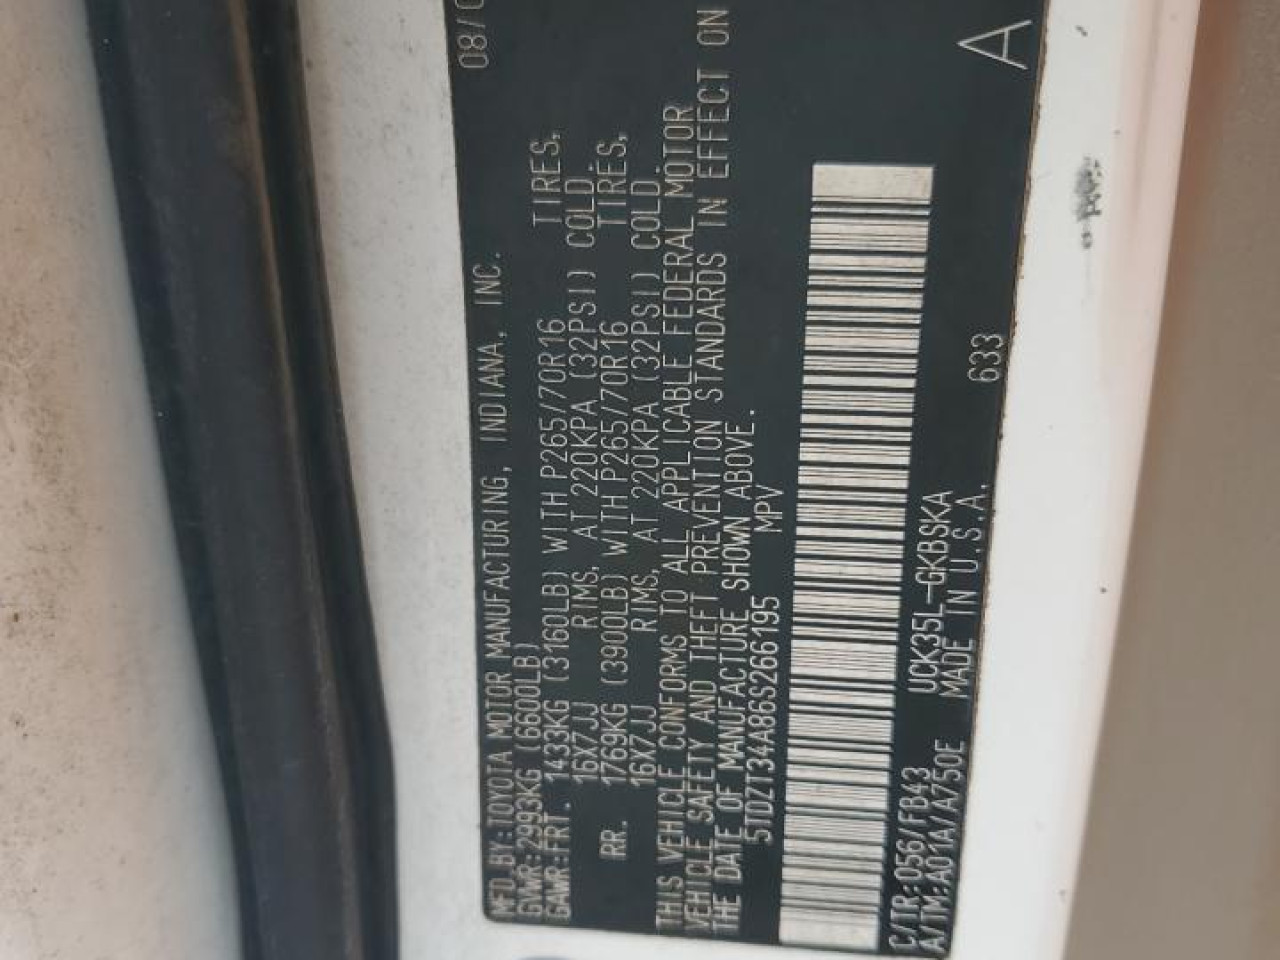 MFD.BY:TOYOTA MOTOR MANUFACTURING, INDIANA, INC. 08/0
GVWR:2993KG (6600LB)
GAWR:FRT. 1433KG (3160LB) WITH P265/70R16 TIRES,
16X7JJ RIMS, AT 220KPA (32PSI) COLD.
RR. 1769KG (3900LB) WITH P265/70R16 TIRES,
16X7JJ RIMS, AT 220KPA (32PSI) COLD.
THIS VEHICLE CONFORMS TO ALL APPLICABLE FEDERAL MOTOR
VEHICLE SAFETY AND THEFT PREVENTION STANDARDS IN EFFECT ON
THE DATE OF MANUFACTURE SHOWN ABOVE.
5TDZT34A86S266195 MPV
C/TR:056/FB43 UCK35L-GKBSKA 633 A
A/TM:A01A/A750E MADE IN U.S.A.